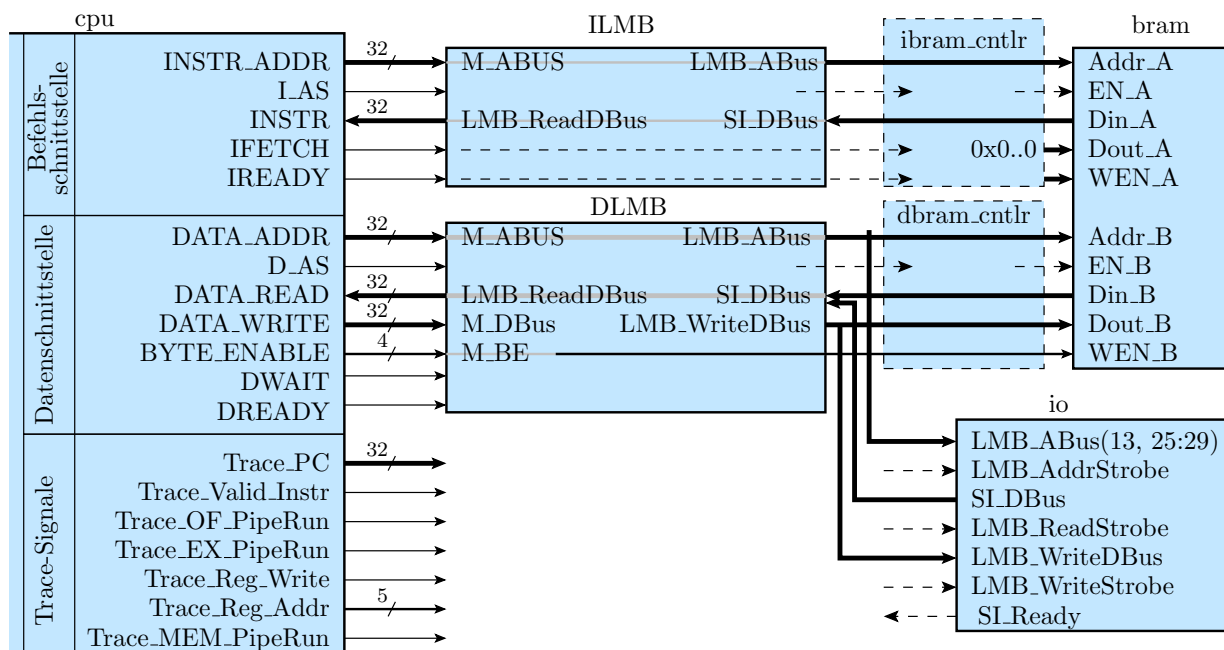 cpu
Befehls-
schnittstelle
INSTR_ADDR
I_AS
INSTR
IFETCH
IREADY
32
32
Datenschnittstelle
DATA_ADDR
D_AS
DATA_READ
DATA_WRITE
BYTE_ENABLE
DWAIT
DREADY
32
32
32
4
Trace-Signale
Trace_PC
Trace_Valid_Instr
Trace_OF_PipeRun
Trace_EX_PipeRun
Trace_Reg_Write
Trace_Reg_Addr
Trace_MEM_PipeRun
32
5
ILMB
M_ABUS LMB_ABus
LMB_ReadDBus SI_DBus
DLMB
M_ABUS LMB_ABus
LMB_ReadDBus SI_DBus
M_DBus LMB_WriteDBus
M_BE
ibram_cntlr
0x0..0
dbram_cntlr
bram
Addr_A
EN_A
Din_A
Dout_A
WEN_A
Addr_B
EN_B
Din_B
Dout_B
WEN_B
io
LMB_ABus(13, 25:29)
LMB_AddrStrobe
SI_DBus
LMB_ReadStrobe
LMB_WriteDBus
LMB_WriteStrobe
SI_Ready